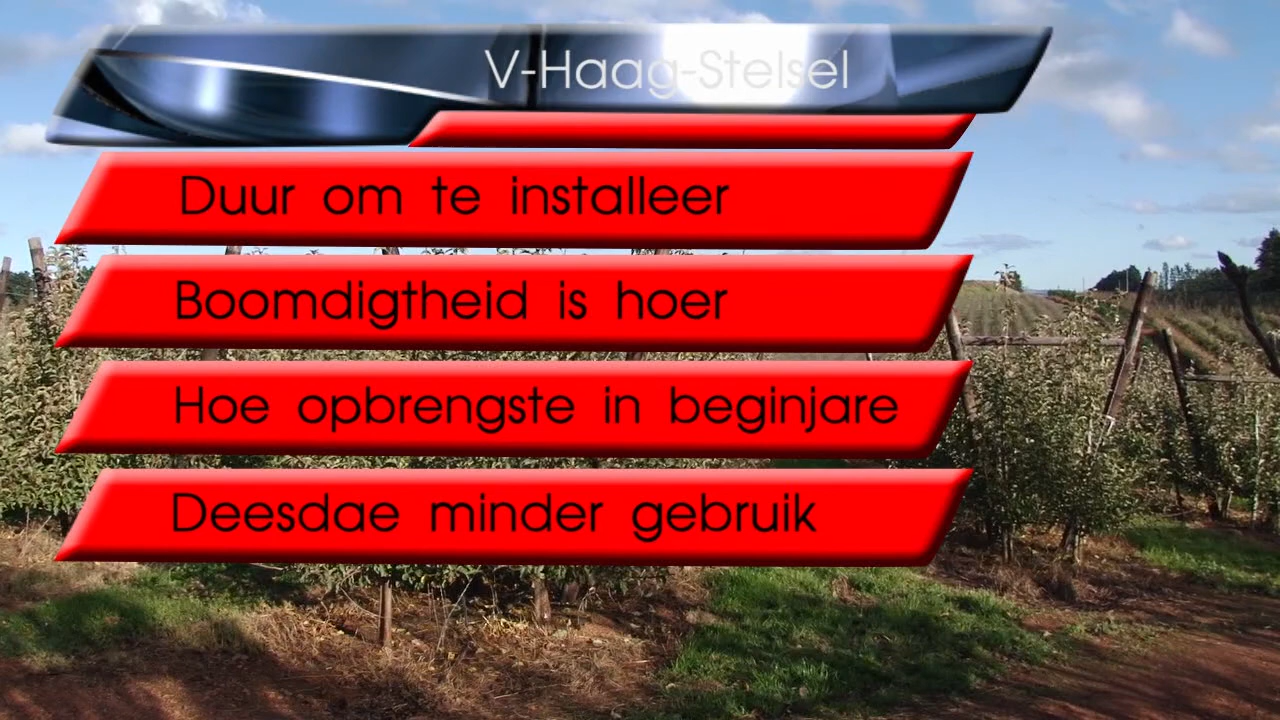 V-Haag-Stelsel
Duur om te installeer
Boomdigtheid is hoer
Hoe opbrengste in beginjare
Deesdae minder gebruik